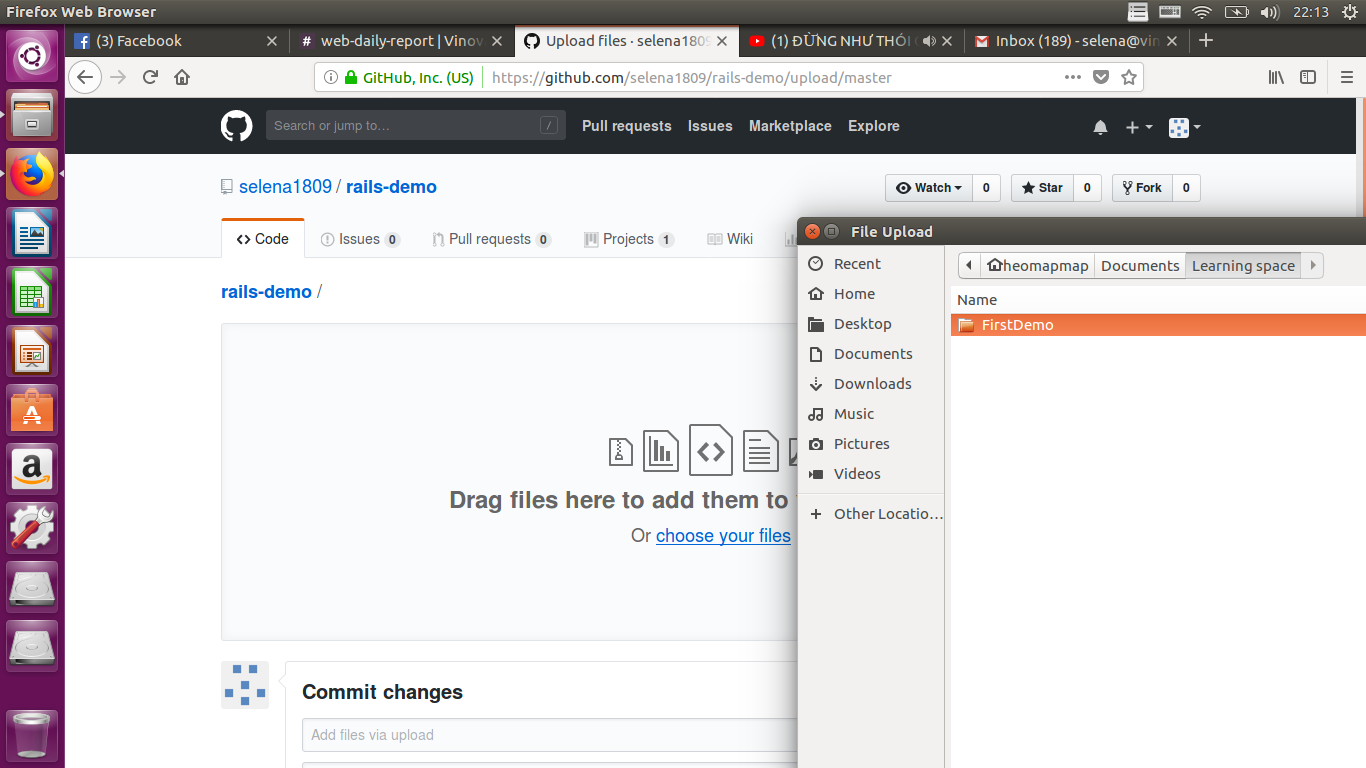 Firefox Web Browser
22:13
(3) Facebook
web-daily-report | Vinov
Upload files · selena1809
(1) ĐỪNG NHƯ THÓI
Inbox (189) - selena@vin
GitHub, Inc. (US)
https://github.com/selena1809/rails-demo/upload/master
Search or jump to…
/
Pull requests
Issues
Marketplace
Explore
selena1809 / rails-demo
Watch
0
Star
0
Fork
0
Code
Issues 0
Pull requests 0
Projects 1
Wiki
rails-demo /
Drag files here to add them to
Or choose your files
Commit changes
Add files via upload
File Upload
Recent
Home
Desktop
Documents
Downloads
Music
Pictures
Videos
Other Locatio…
heomapmap
Documents
Learning space
Name
FirstDemo